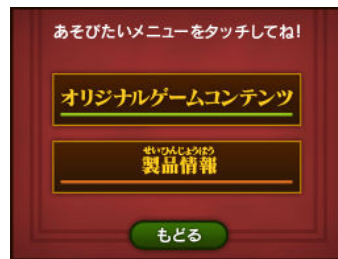 あそびたいメニューをタッチしてね!
オリジナルゲームコンテンツ
せいひんじょうほう
製品情報
もどる